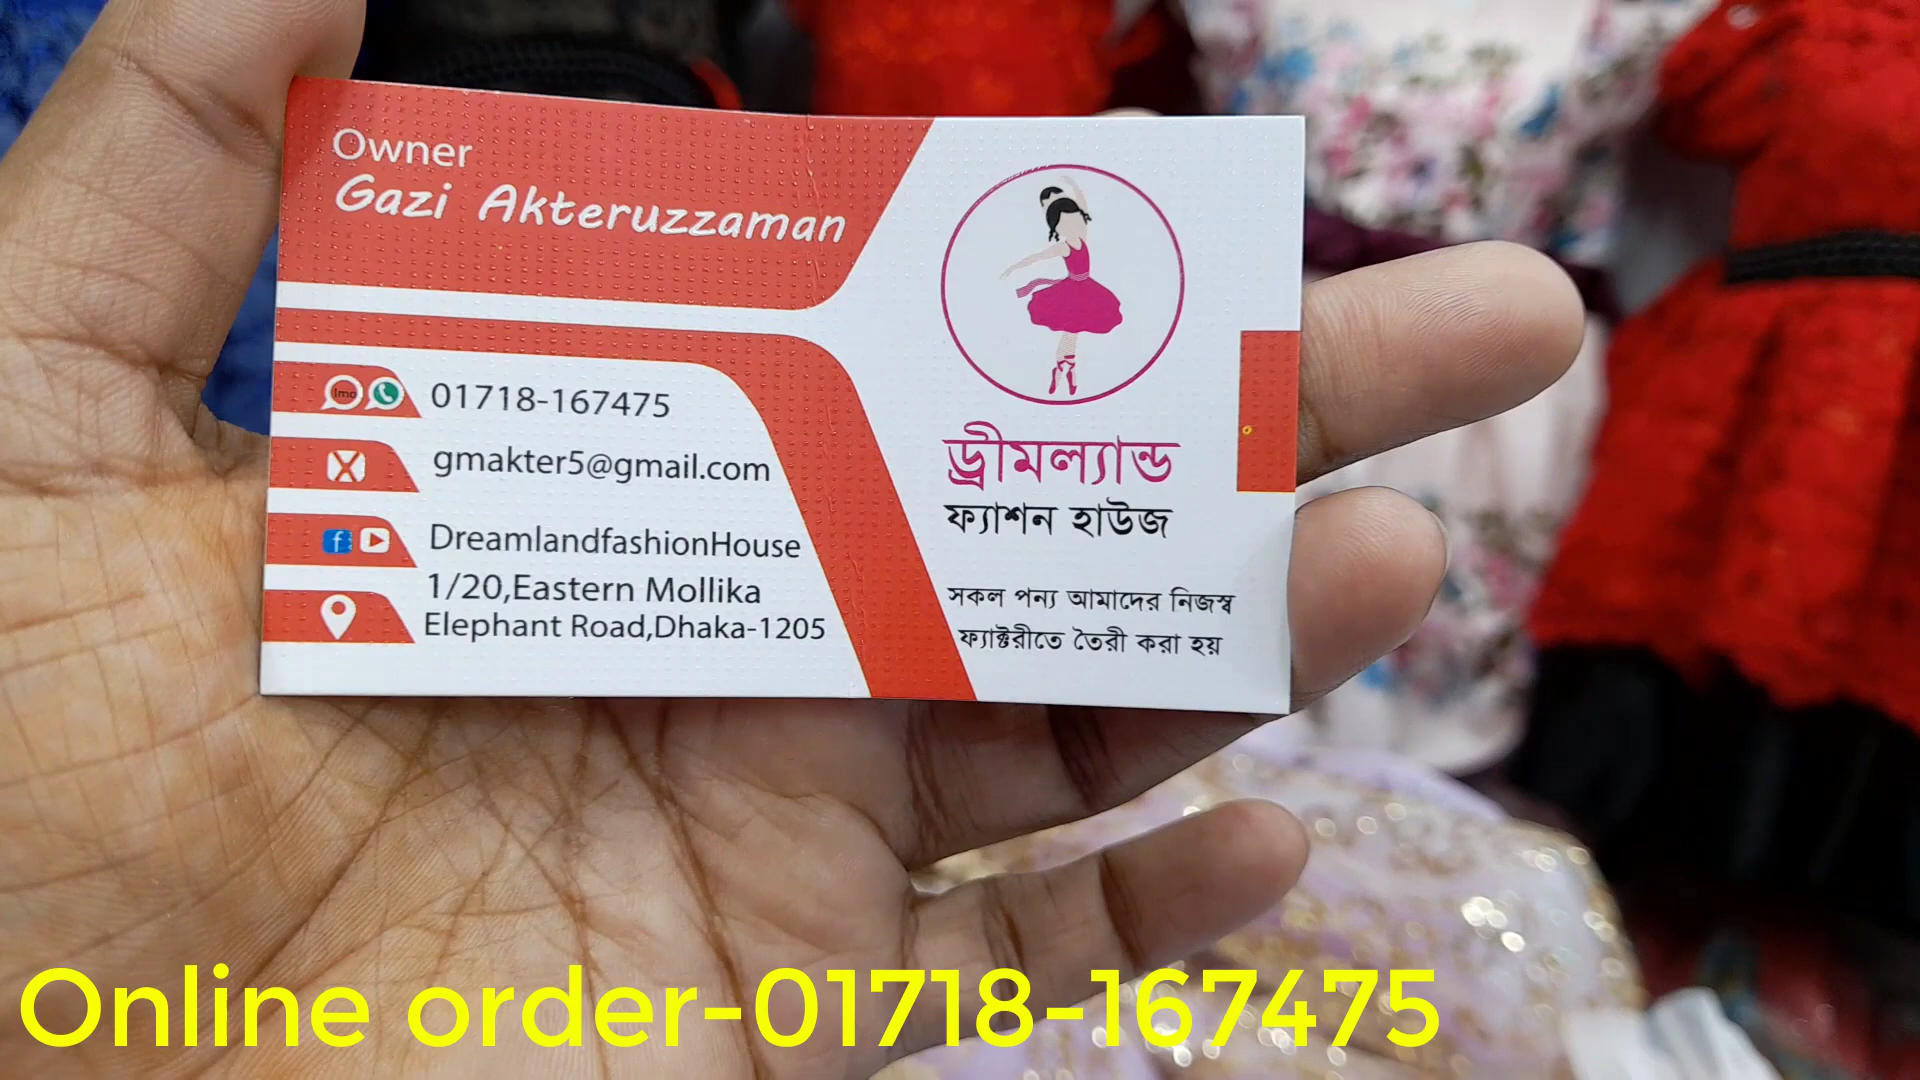 Owner
Gazi Akteruzzaman
imo
01718-167475
gmakter5@gmail.com
DreamlandfashionHouse
1/20,Eastern Mollika
Elephant Road,Dhaka-1205
ড্রীমল্যান্ড
ফ্যাশন হাউজ
সকল পন্য আমাদের নিজস্ব
ফ্যাক্টরীতে তৈরী করা হয়
Online order-01718-167475